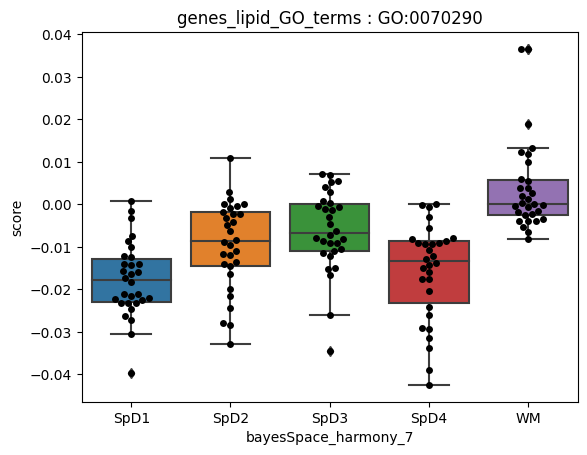 genes_lipid_GO_terms : GO:0070290
0.04
0.03
0.02
0.01
0.00
−0.01
−0.02
−0.03
−0.04
score
SpD1 SpD2 SpD3 SpD4 WM
bayesSpace_harmony_7